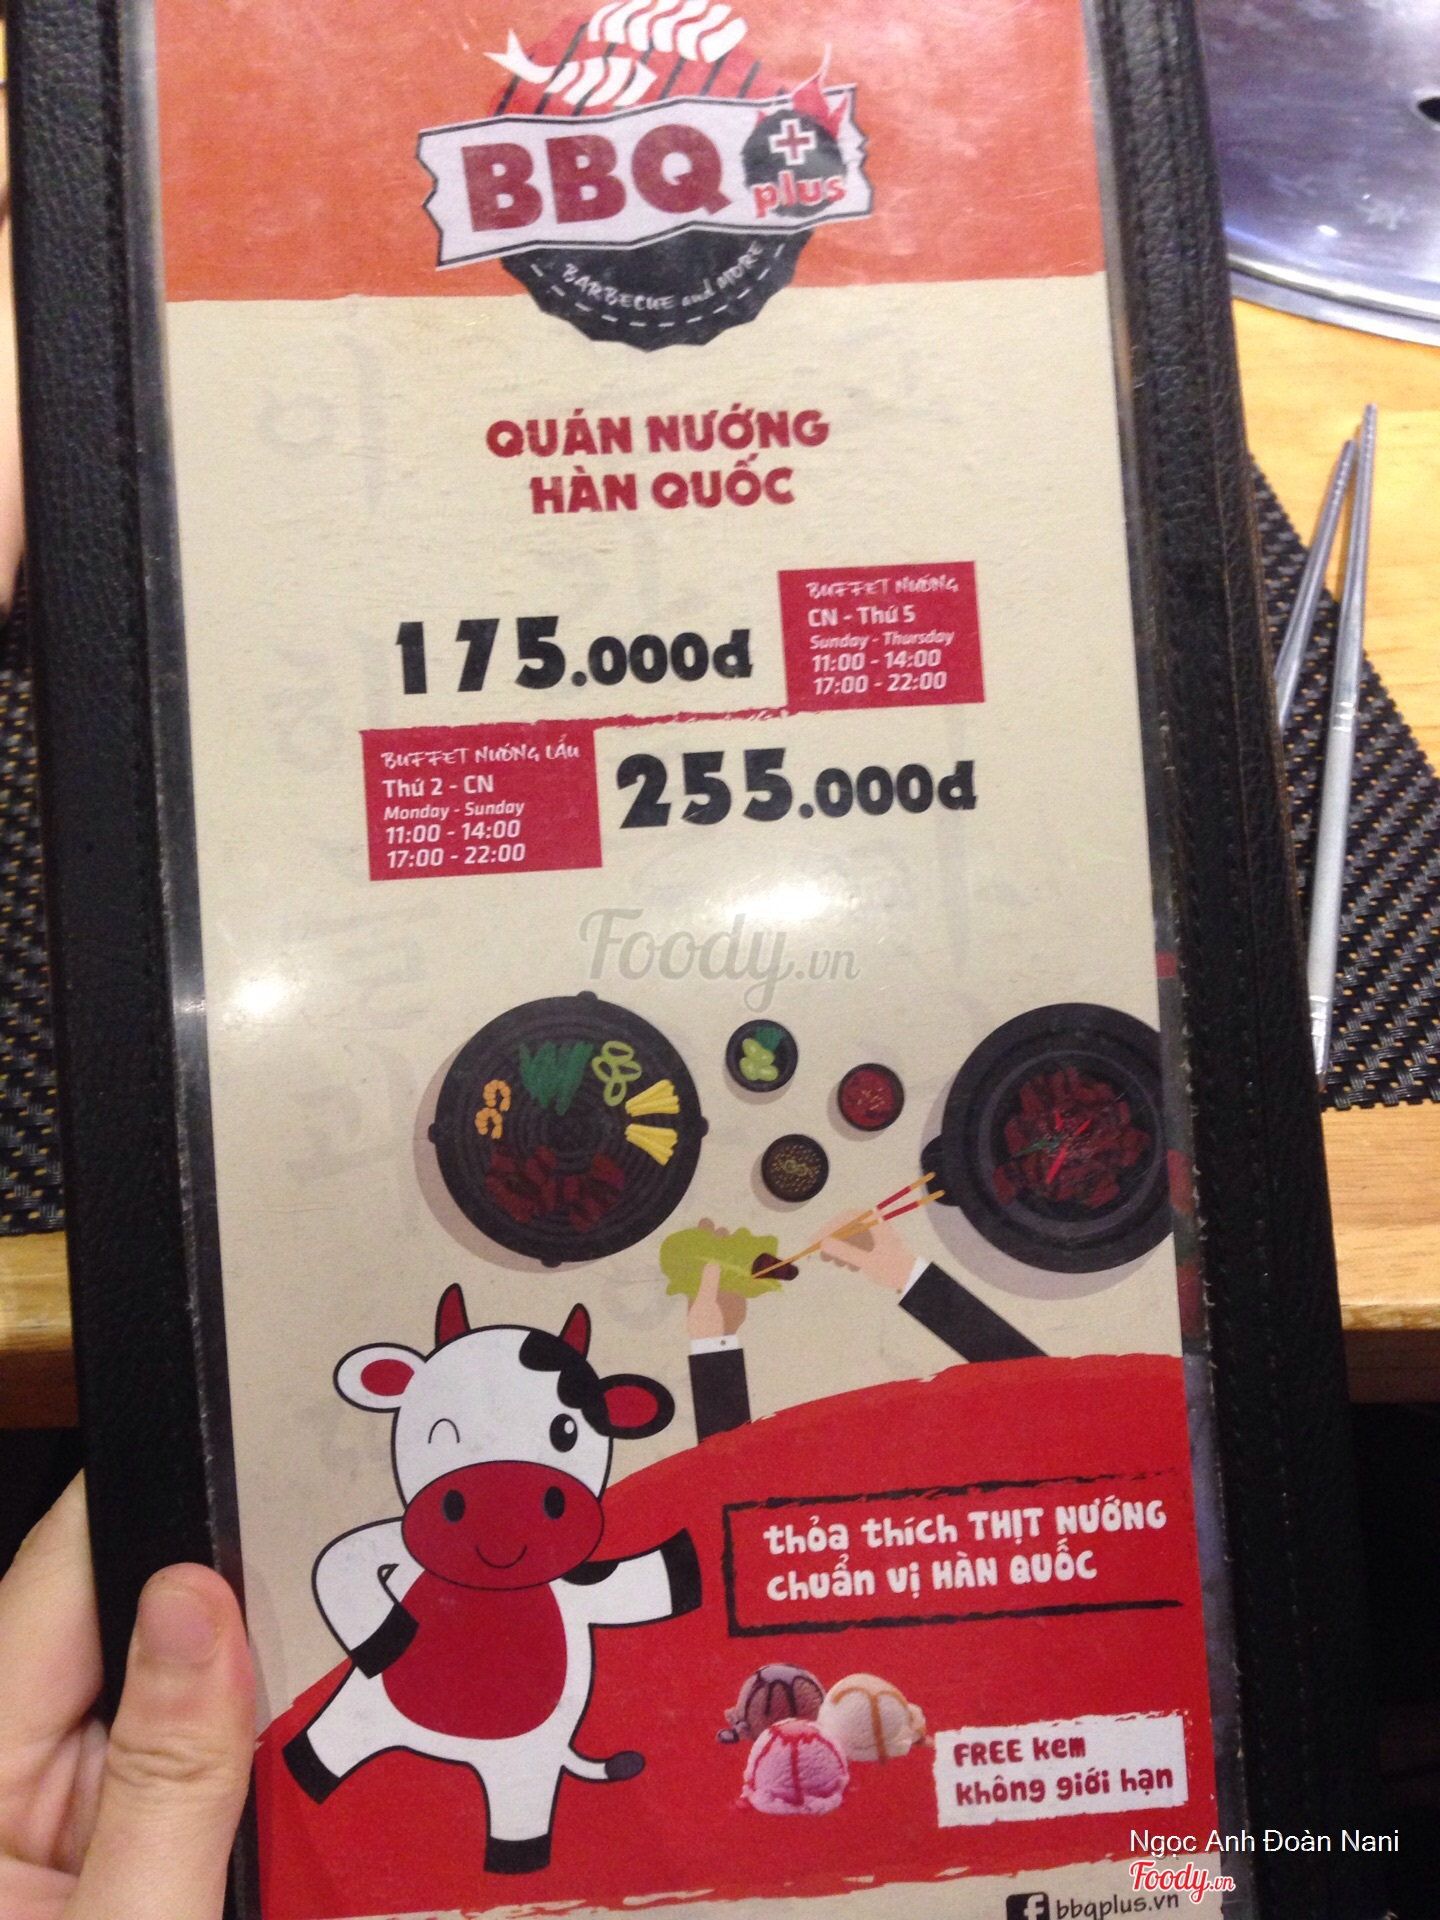 BBQ plus
BARBECUE and MORE
QUÁN NƯỚNG
HÀN QUỐC
175.000đ
BUFFET NƯỚNG
CN - Thứ 5
Sunday - Thursday
11:00 - 14:00
17:00 - 22:00
BUFFET NƯỚNG LẨU
Thứ 2 - CN
Monday - Sunday
11:00 - 14:00
17:00 - 22:00
255.000đ
Foody.vn
thỏa thích THỊT NƯỚNG
chuẩn vị HÀN QUỐC
FREE kem
không giới hạn
Ngọc Anh Đoàn Nani
Foody.vn
f bbqplus.vn